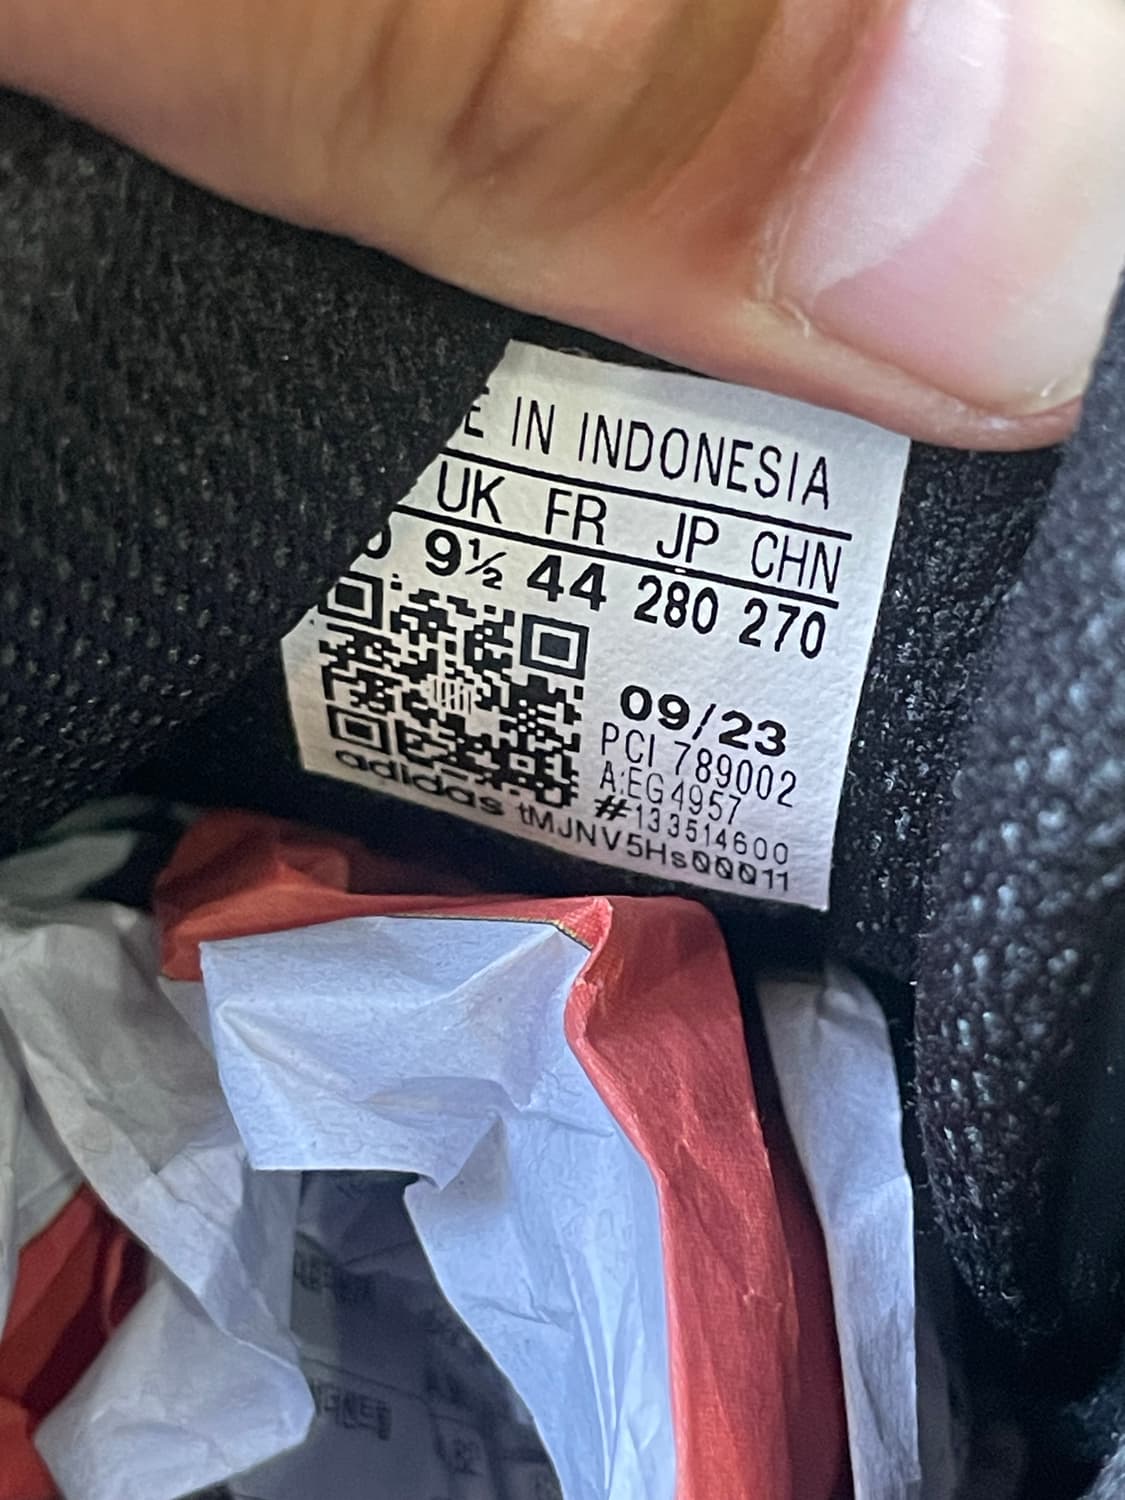 E IN INDONESIA
UK FR JP CHN
9½ 44 280 270
09/23
PCI 789002
A:EG4957
#133514600
adidas tMJNV5Hs00011